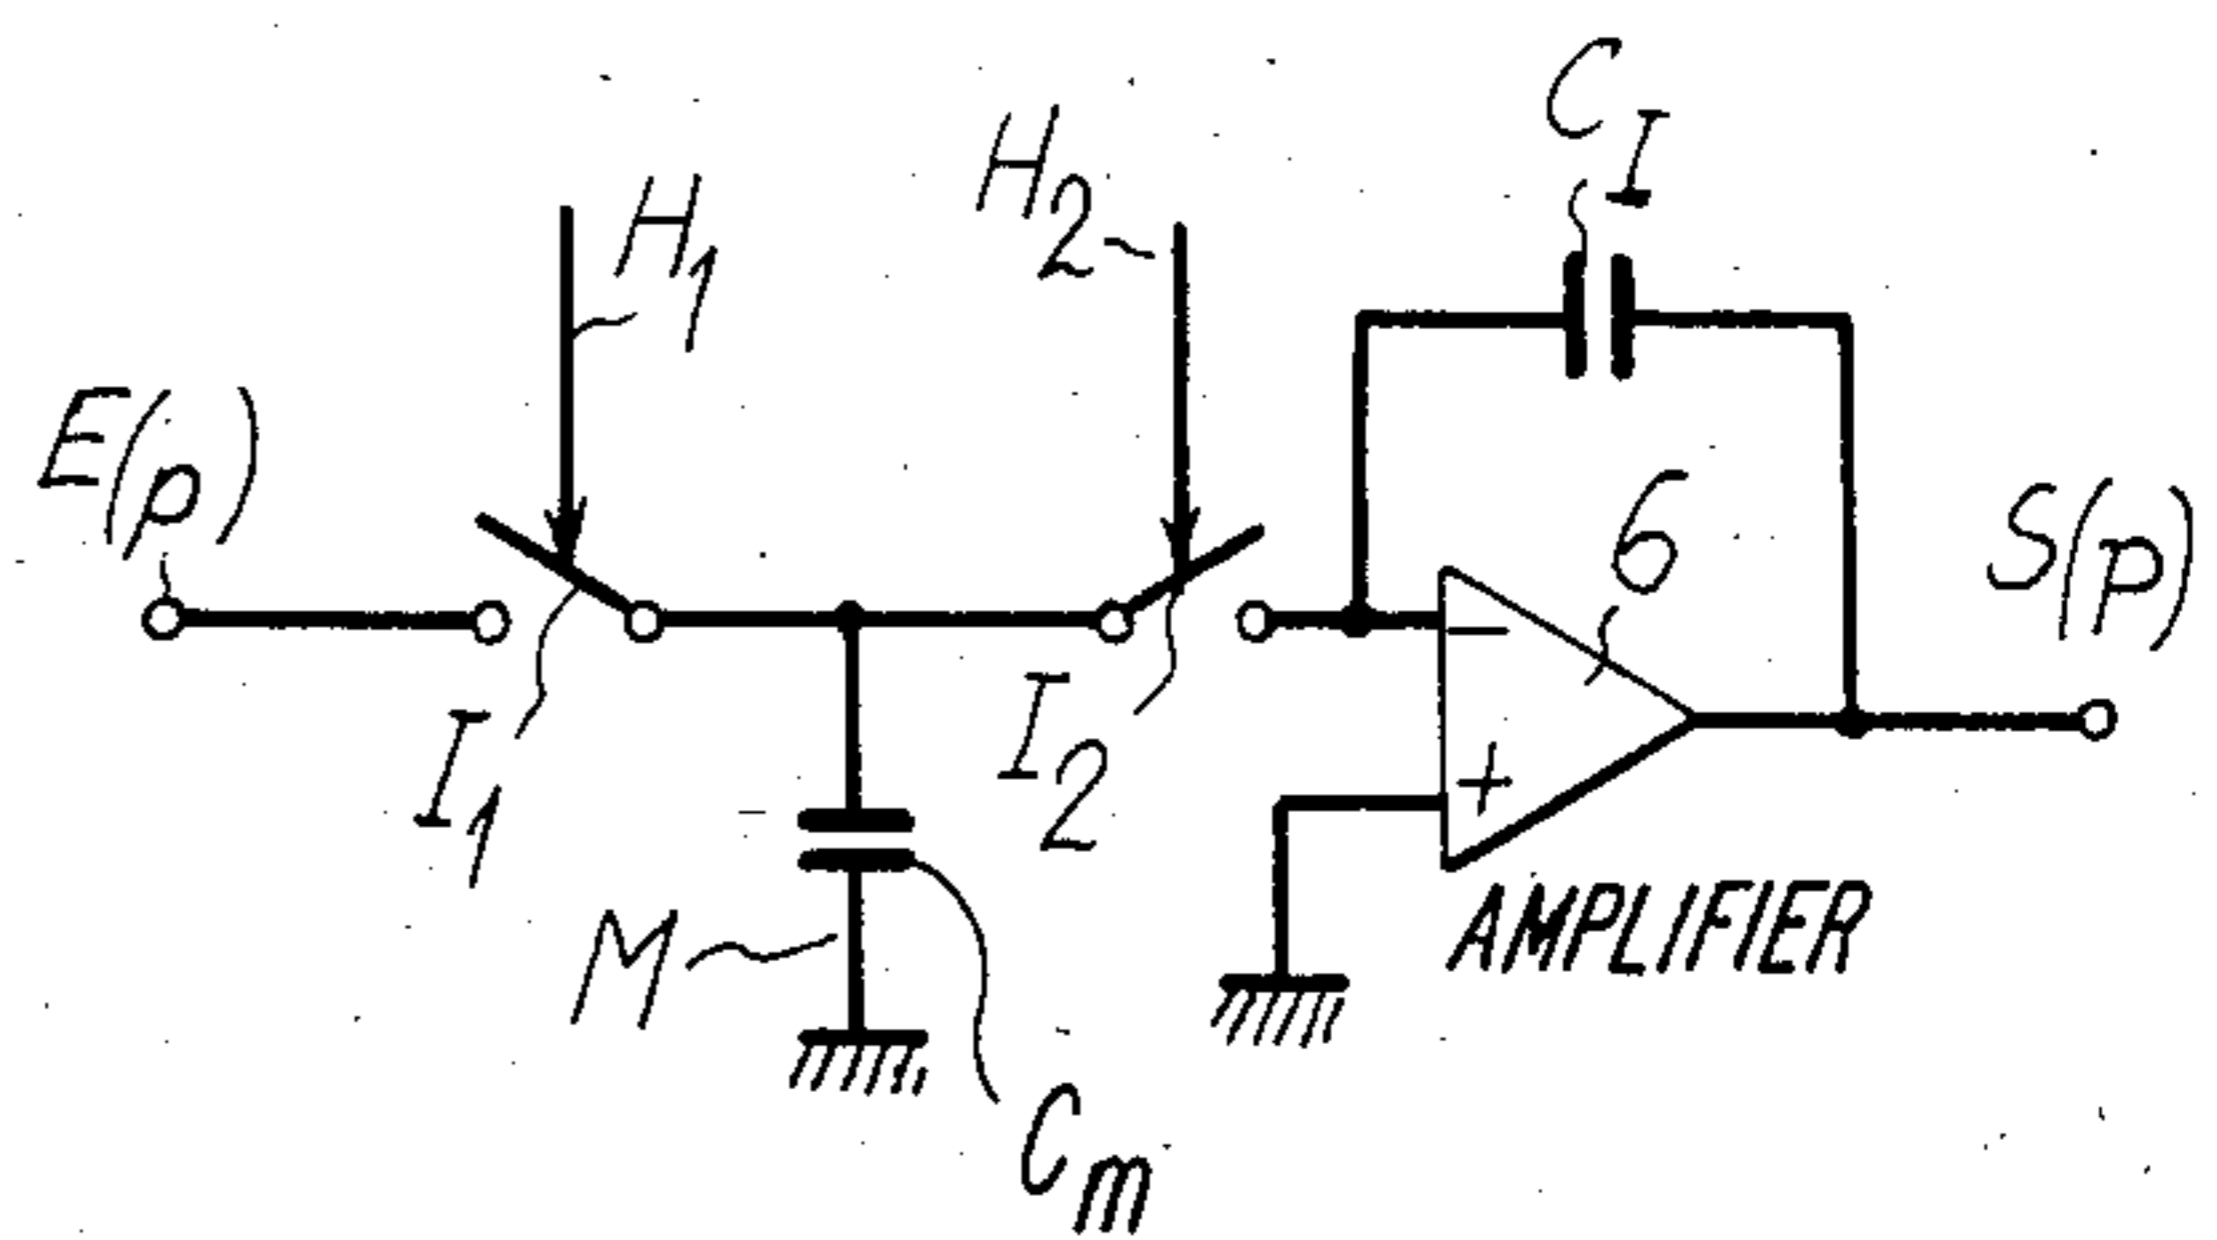 C_I
H_2
H_1
E(p)
6
S(p)
I_1
I_2
−
+
AMPLIFIER
M
C_m